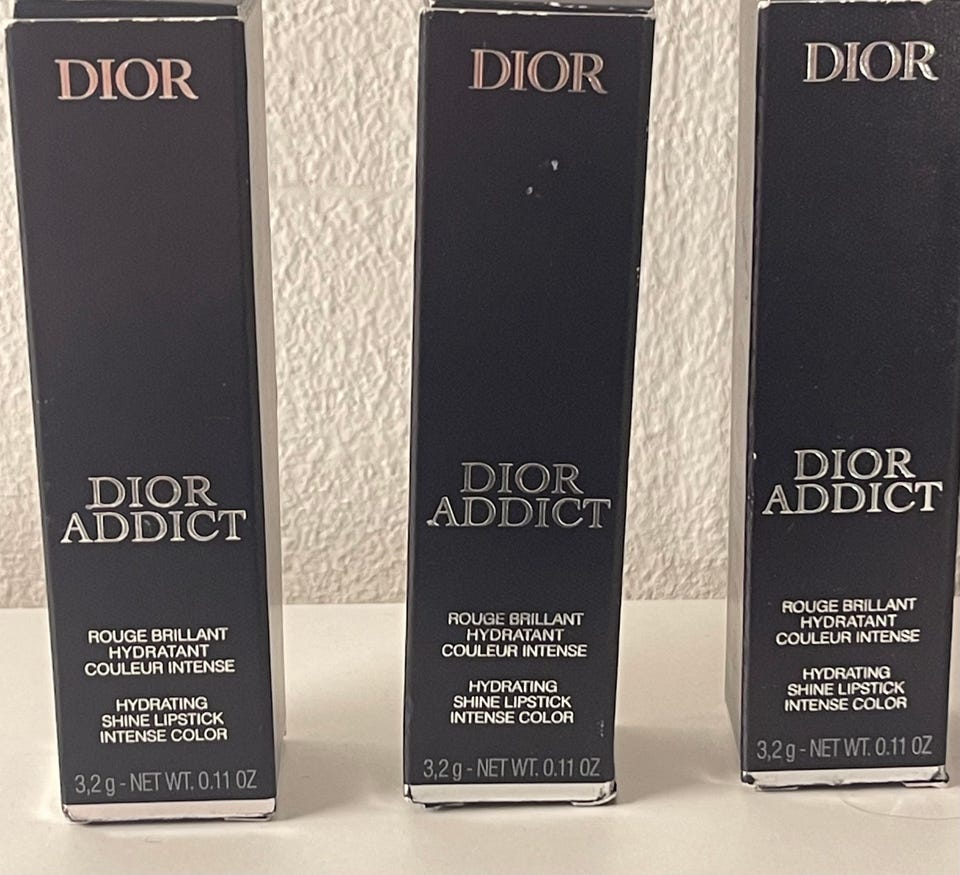 DIOR
DIOR
ADDICT
ROUGE BRILLANT
HYDRATANT
COULEUR INTENSE
HYDRATING
SHINE LIPSTICK
INTENSE COLOR
3,2 g - NET WT. 0.11 OZ
DIOR
DIOR
ADDICT
ROUGE BRILLANT
HYDRATANT
COULEUR INTENSE
HYDRATING
SHINE LIPSTICK
INTENSE COLOR
3,2 g - NET WT. 0.11 OZ
DIOR
DIOR
ADDICT
ROUGE BRILLANT
HYDRATANT
COULEUR INTENSE
HYDRATING
SHINE LIPSTICK
INTENSE COLOR
3,2 g - NET WT. 0.11 OZ